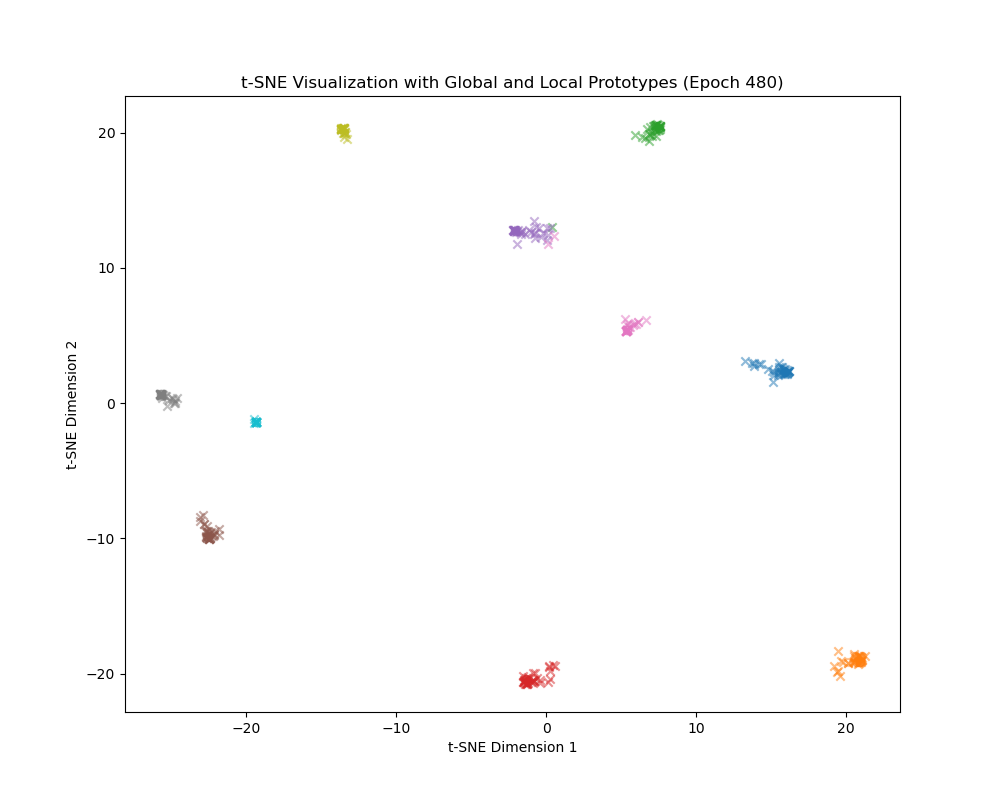 t-SNE Visualization with Global and Local Prototypes (Epoch 480)
20
10
0
−10
−20
t-SNE Dimension 2
−20 −10 0 10 20
t-SNE Dimension 1